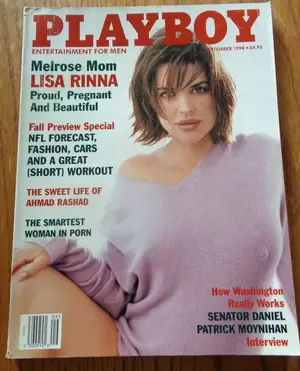 PLAYBOY
ENTERTAINMENT FOR MEN
SEPTEMBER 1998 • $4.95
Melrose Mom
LISA RINNA
Proud, Pregnant
And Beautiful
Fall Preview Special
NFL FORECAST,
FASHION, CARS
AND A GREAT
(SHORT) WORKOUT
THE SWEET LIFE OF
AHMAD RASHAD
THE SMARTEST
WOMAN IN PORN
How Washington
Really Works
SENATOR DANIEL
PATRICK MOYNIHAN
Interview